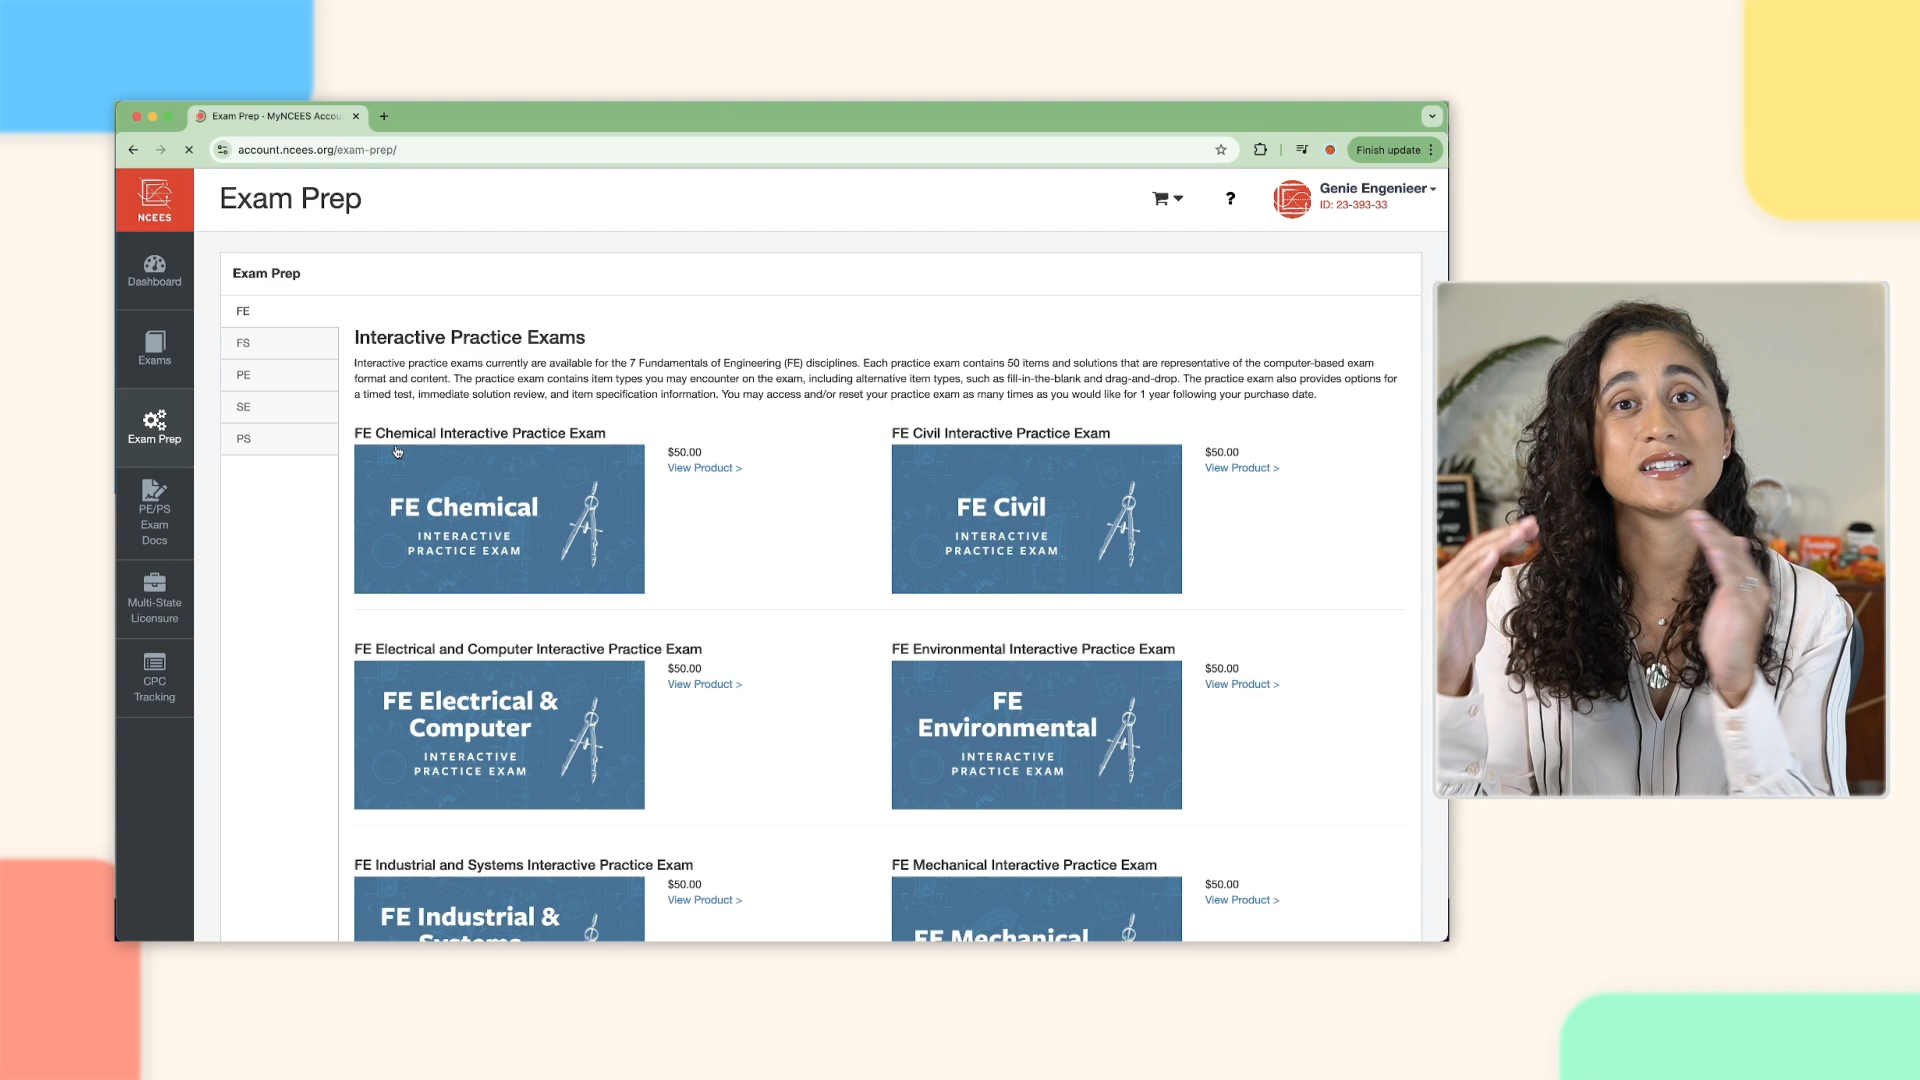 Exam Prep - MyNCEES Accou
account.ncees.org/exam-prep/
Finish update
NCEES
Exam Prep
?
Genie Engenieer
ID: 23-393-33
Dashboard
Exams
Exam Prep
PE/PS
Exam
Docs
Multi-State
Licensure
CPC
Tracking
Exam Prep
FE
FS
PE
SE
PS
Interactive Practice Exams
Interactive practice exams currently are available for the 7 Fundamentals of Engineering (FE) disciplines. Each practice exam contains 50 items and solutions that are representative of the computer-based exam
format and content. The practice exam contains item types you may encounter on the exam, including alternative item types, such as fill-in-the-blank and drag-and-drop. The practice exam also provides options for
a timed test, immediate solution review, and item specification information. You may access and/or reset your practice exam as many times as you would like for 1 year following your purchase date.
FE Chemical Interactive Practice Exam
$50.00
View Product >
FE Chemical
INTERACTIVE
PRACTICE EXAM
FE Civil Interactive Practice Exam
$50.00
View Product >
FE Civil
INTERACTIVE
PRACTICE EXAM
FE Electrical and Computer Interactive Practice Exam
$50.00
View Product >
FE Electrical &
Computer
INTERACTIVE
PRACTICE EXAM
FE Environmental Interactive Practice Exam
$50.00
View Product >
FE
Environmental
INTERACTIVE
PRACTICE EXAM
FE Industrial and Systems Interactive Practice Exam
$50.00
View Product >
FE Industrial &
Systems
FE Mechanical Interactive Practice Exam
$50.00
View Product >
FE Mechanical